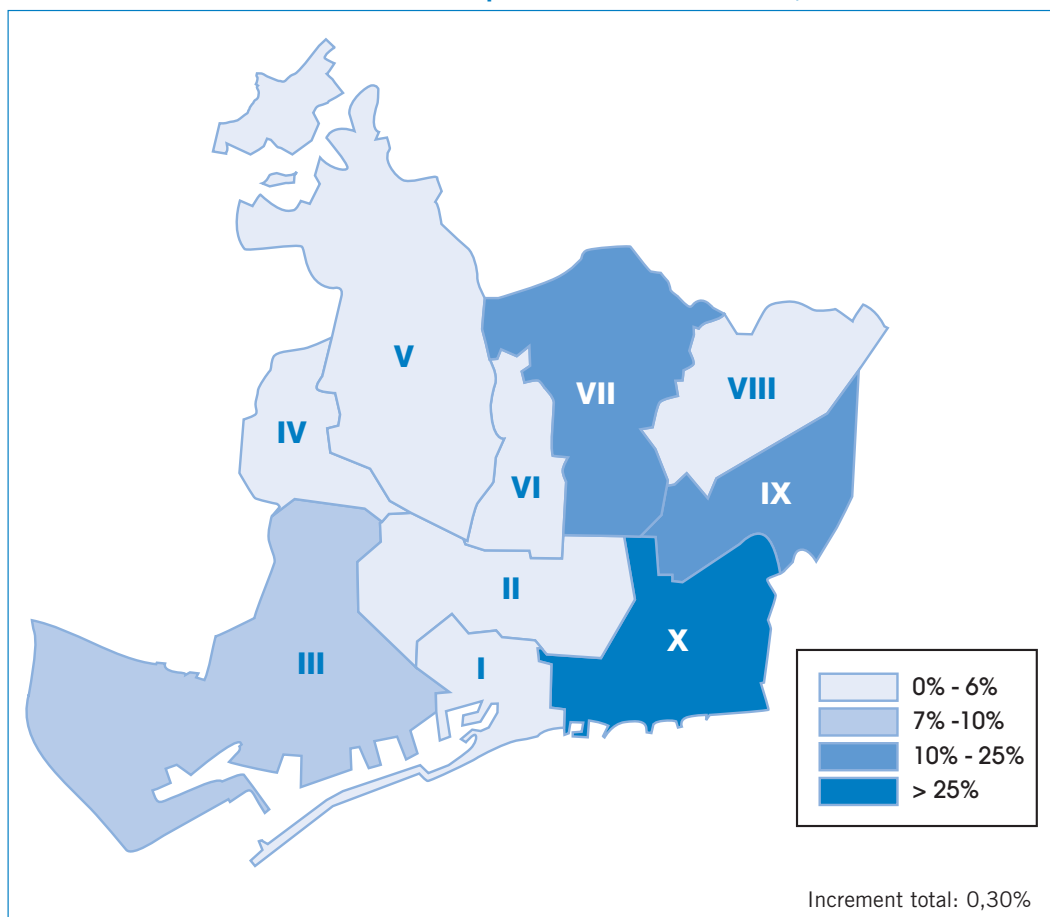 V
VII
VIII
IV
VI
IX
II
X
III
I
0% - 6%
7% -10%
10% - 25%
> 25%
Increment total: 0,30%